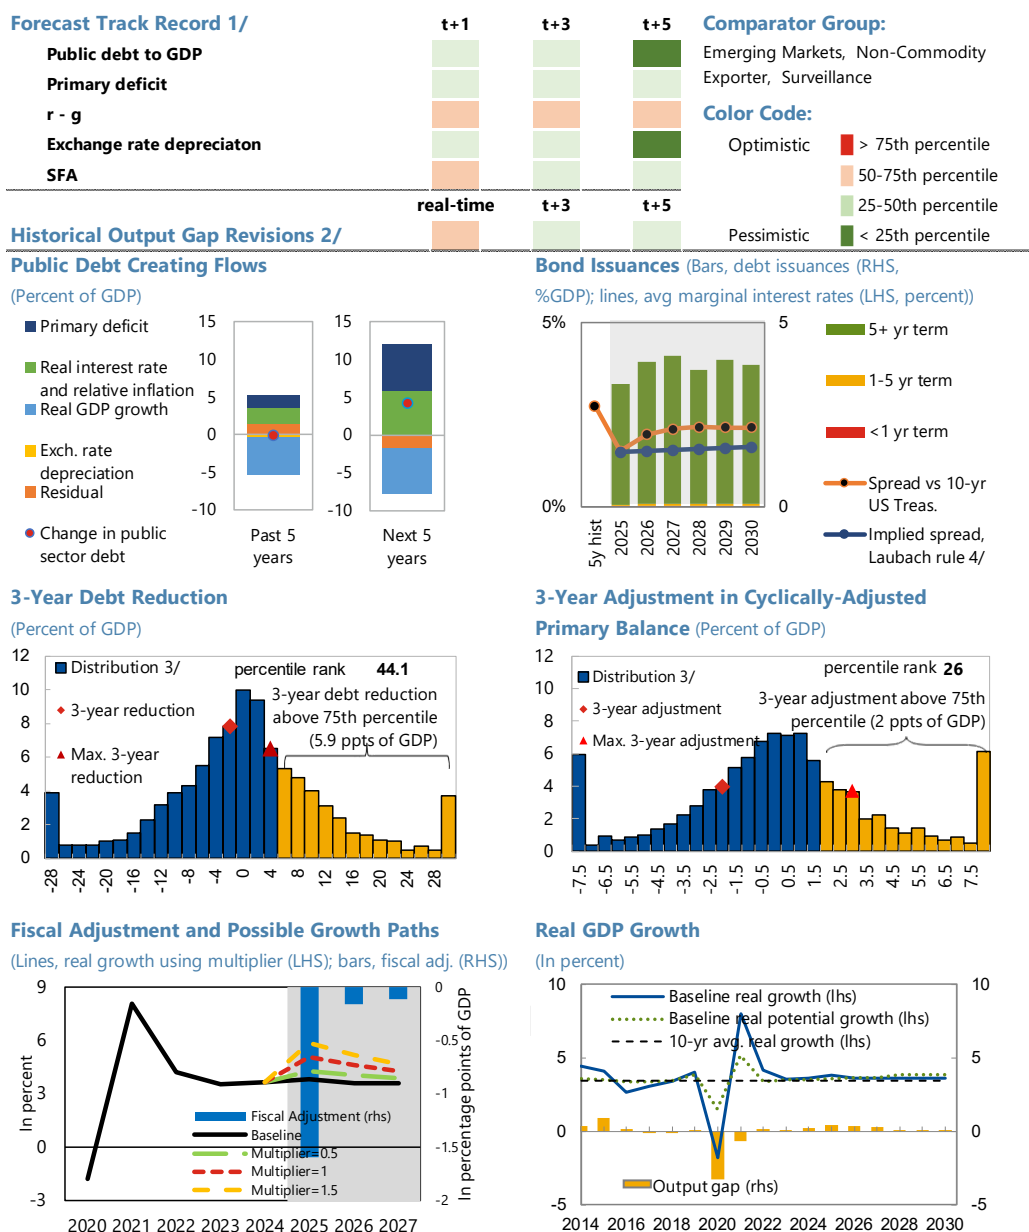 Forecast Track Record 1/ t+1 t+3 t+5
Public debt to GDP
Primary deficit
r - g
Exchange rate depreciaton
SFA
real-time t+3 t+5
Historical Output Gap Revisions 2/
Comparator Group:
Emerging Markets, Non-Commodity
Exporter, Surveillance
Color Code:
Optimistic > 75th percentile
50-75th percentile
25-50th percentile
Pessimistic < 25th percentile
Public Debt Creating Flows
(Percent of GDP)
Primary deficit
Real interest rate
and relative inflation
Real GDP growth
Exch. rate
depreciation
Residual
Change in public
sector debt
15
10
5
0
-5
-10
Past 5
years
15
10
5
0
-5
-10
Next 5
years
Bond Issuances (Bars, debt issuances (RHS,
%GDP); lines, avg marginal interest rates (LHS, percent))
5% 5
0% 0
5y hist 2025 2026 2027 2028 2029 2030
5+ yr term
1-5 yr term
<1 yr term
Spread vs 10-yr
US Treas.
Implied spread,
Laubach rule 4/
3-Year Debt Reduction
(Percent of GDP)
12
10
8
6
4
2
0
Distribution 3/
3-year reduction
Max. 3-year
reduction
percentile rank 44.1
3-year debt reduction
above 75th percentile
(5.9 ppts of GDP)
-28 -24 -20 -16 -12 -8 -4 0 4 8 12 16 20 24 28
3-Year Adjustment in Cyclically-Adjusted
Primary Balance (Percent of GDP)
12
10
8
6
4
2
0
Distribution 3/
3-year adjustment
Max. 3-year adjustment
percentile rank 26
3-year adjustment above 75th
percentile (2 ppts of GDP)
-7.5 -6.5 -5.5 -4.5 -3.5 -2.5 -1.5 -0.5 0.5 1.5 2.5 3.5 4.5 5.5 6.5 7.5
Fiscal Adjustment and Possible Growth Paths
(Lines, real growth using multiplier (LHS); bars, fiscal adj. (RHS))
In percent
9
6
3
0
-3
Fiscal Adjustment (rhs)
Baseline
Multiplier=0.5
Multiplier=1
Multiplier=1.5
0
-0.5
-1
-1.5
-2
In percentage points of GDP
2020 2021 2022 2023 2024 2025 2026 2027
Real GDP Growth
(In percent)
10 10
5 5
0 0
-5 -5
Baseline real growth (lhs)
Baseline real potential growth (lhs)
10-yr avg. real growth (lhs)
Output gap (rhs)
2014 2016 2018 2020 2022 2024 2026 2028 2030